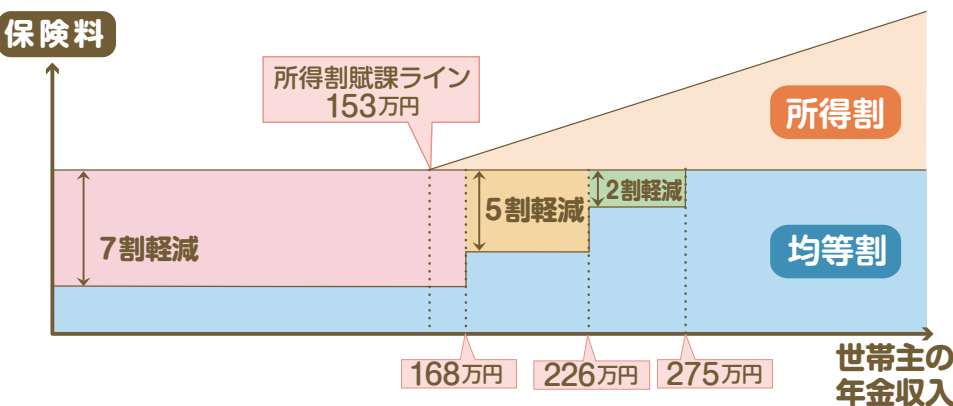 保険料
所得割賦課ライン
153万円
所得割
7割軽減
5割軽減
2割軽減
均等割
168万円
226万円
275万円
世帯主の
年金収入